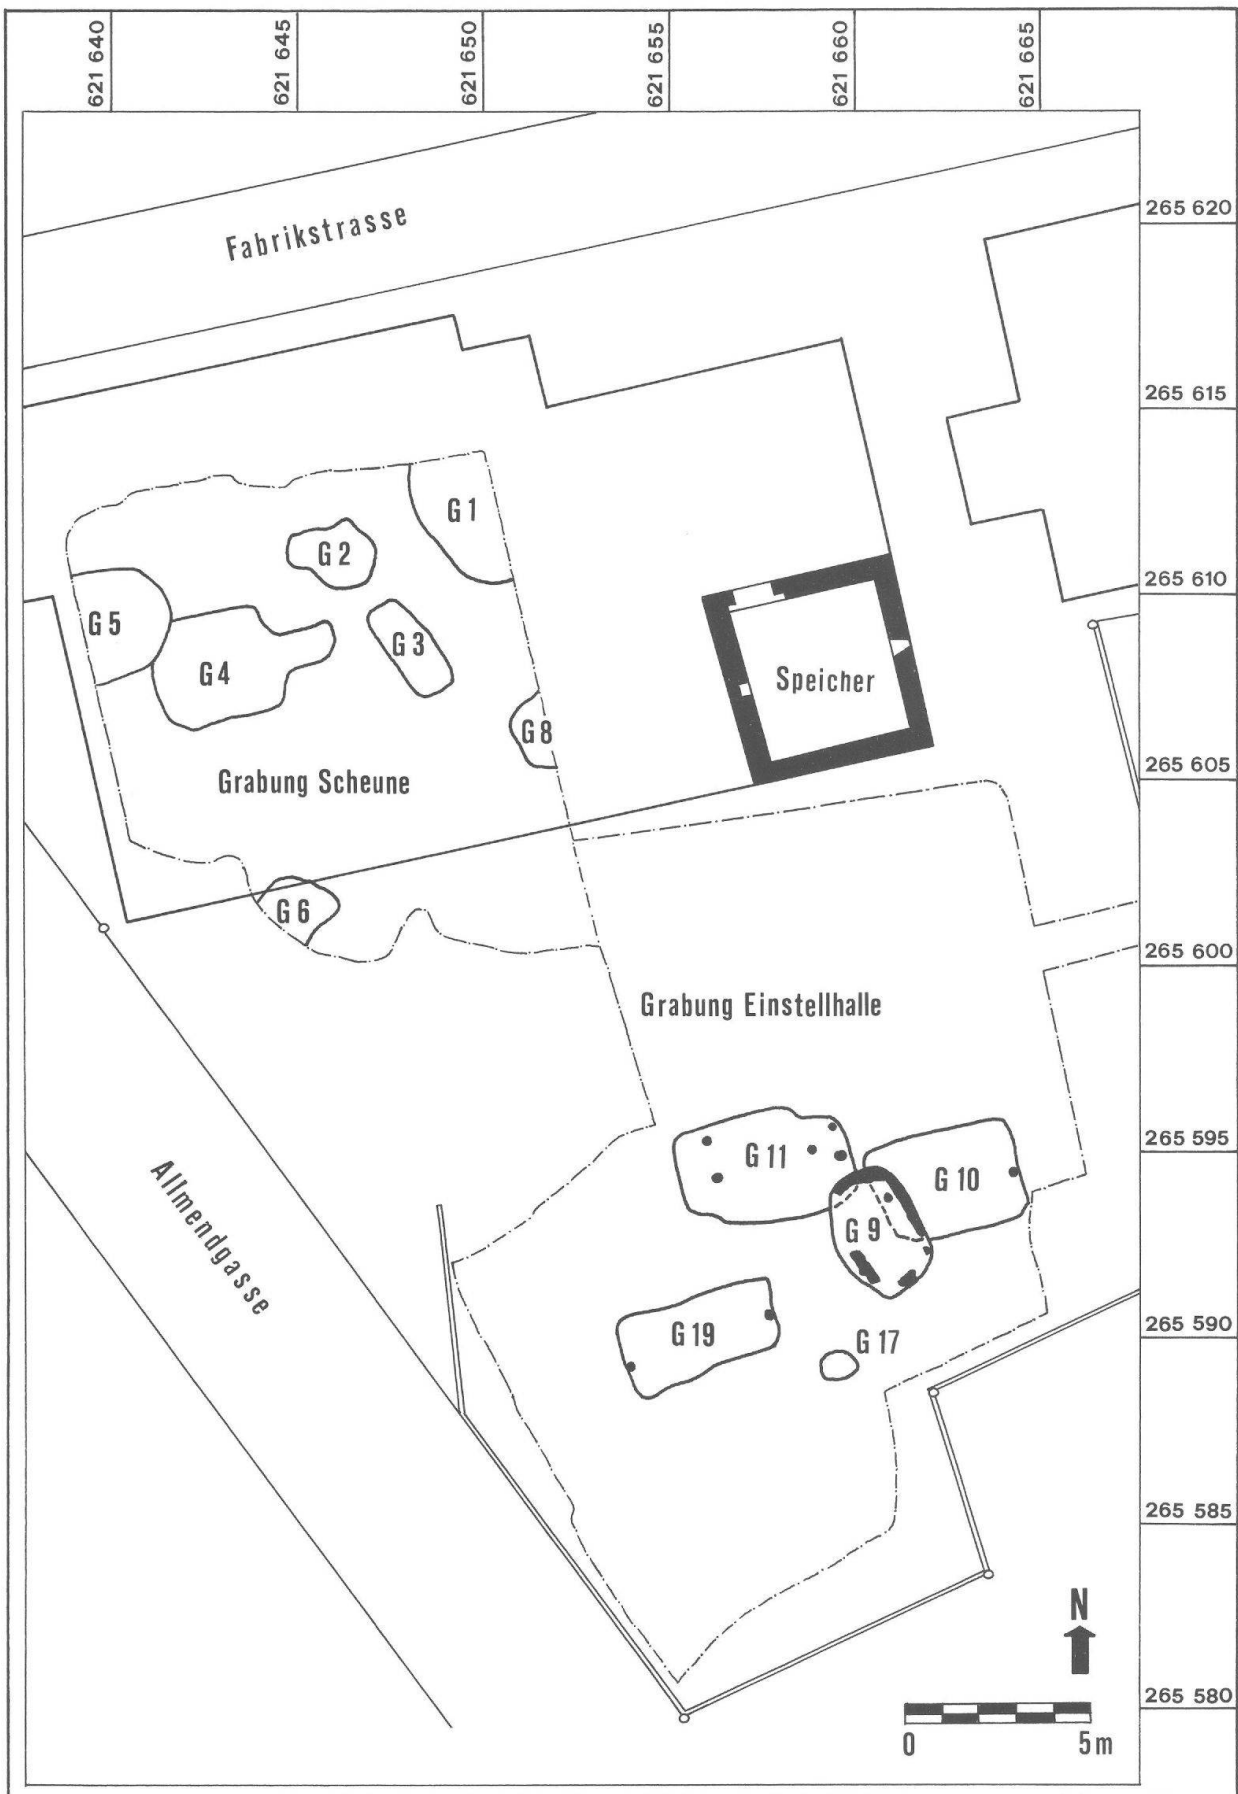 621 640
621 645
621 650
621 655
621 660
621 665
Fabrikstrasse
265 620
265 615
G 1
G 2
265 610
G 5
G 3
G 4
Speicher
G 8
Grabung Scheune
265 605
G 6
265 600
Grabung Einstellhalle
265 595
G 11
G 10
Allmendgasse
G 9
G 19
G 17
265 590
265 585
N
265 580
0 5 m